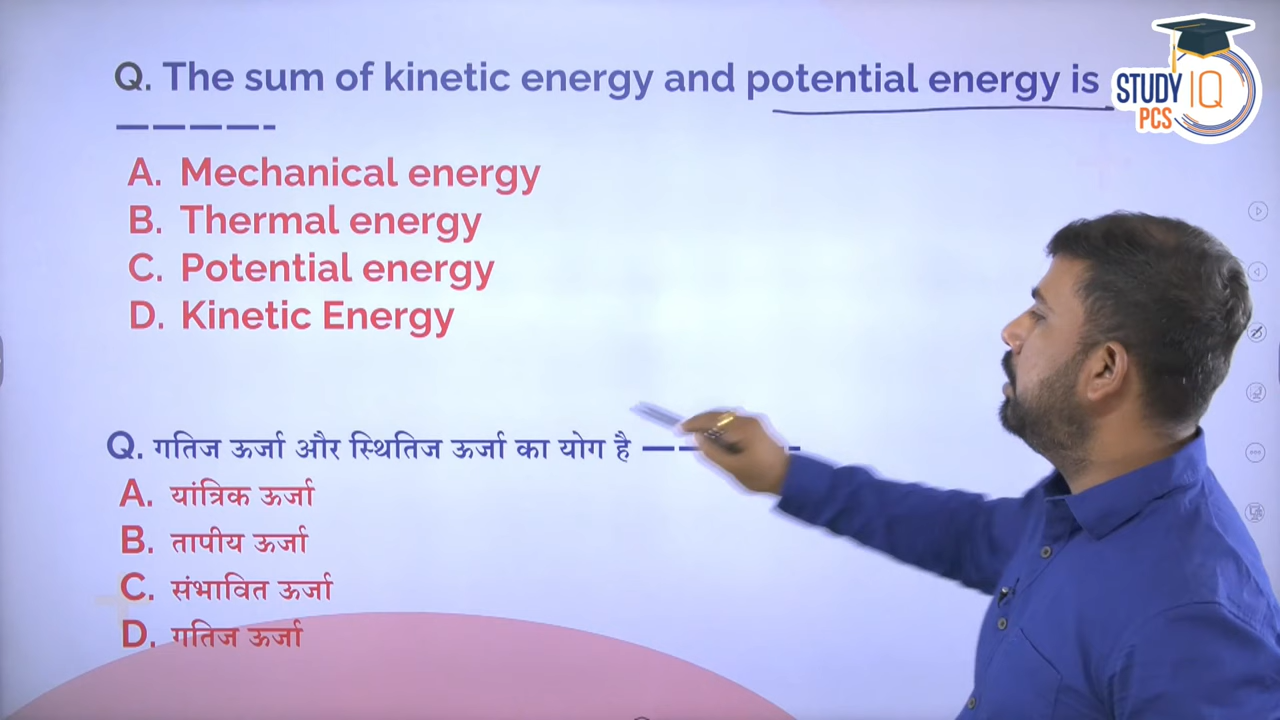 Q. The sum of kinetic energy and potential energy is
————-
A. Mechanical energy
B. Thermal energy
C. Potential energy
D. Kinetic Energy
Q. गतिज ऊर्जा और स्थितिज ऊर्जा का योग है ————-
A. यांत्रिक ऊर्जा
B. तापीय ऊर्जा
C. संभावित ऊर्जा
D. गतिज ऊर्जा
STUDY IQ
PCS